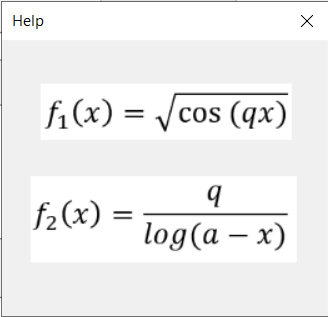 Help
f₁(x) = √cos (qx)
f₂(x) = q / log(a − x)